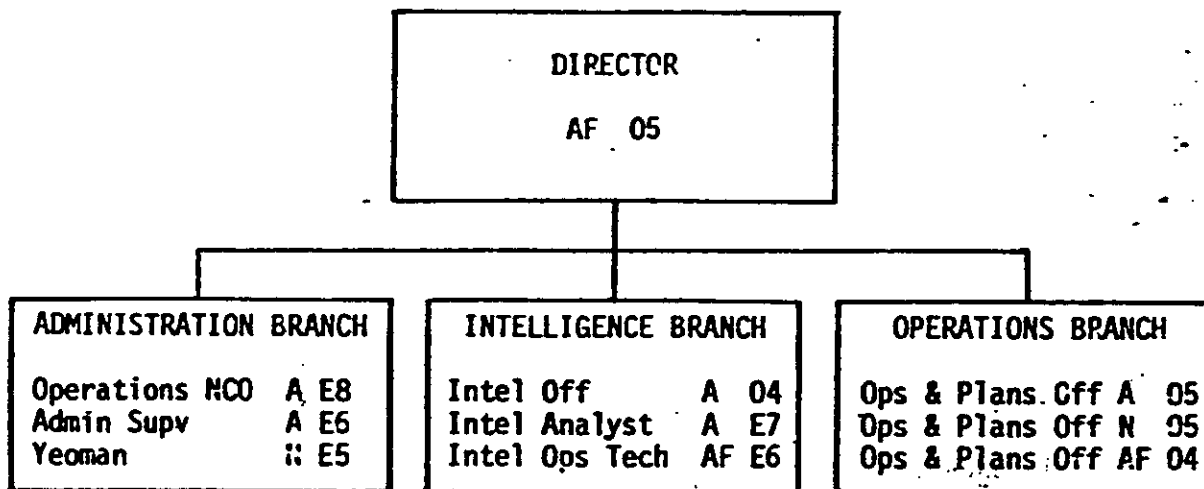 DIRECTOR
AF 05
ADMINISTRATION BRANCH
Operations NCO A E8
Admin Supv A E6
Yeoman N E5
INTELLIGENCE BRANCH
Intel Off A 04
Intel Analyst A E7
Intel Ops Tech AF E6
OPERATIONS BRANCH
Ops & Plans Off A 05
Ops & Plans Off N 05
Ops & Plans Off AF 04